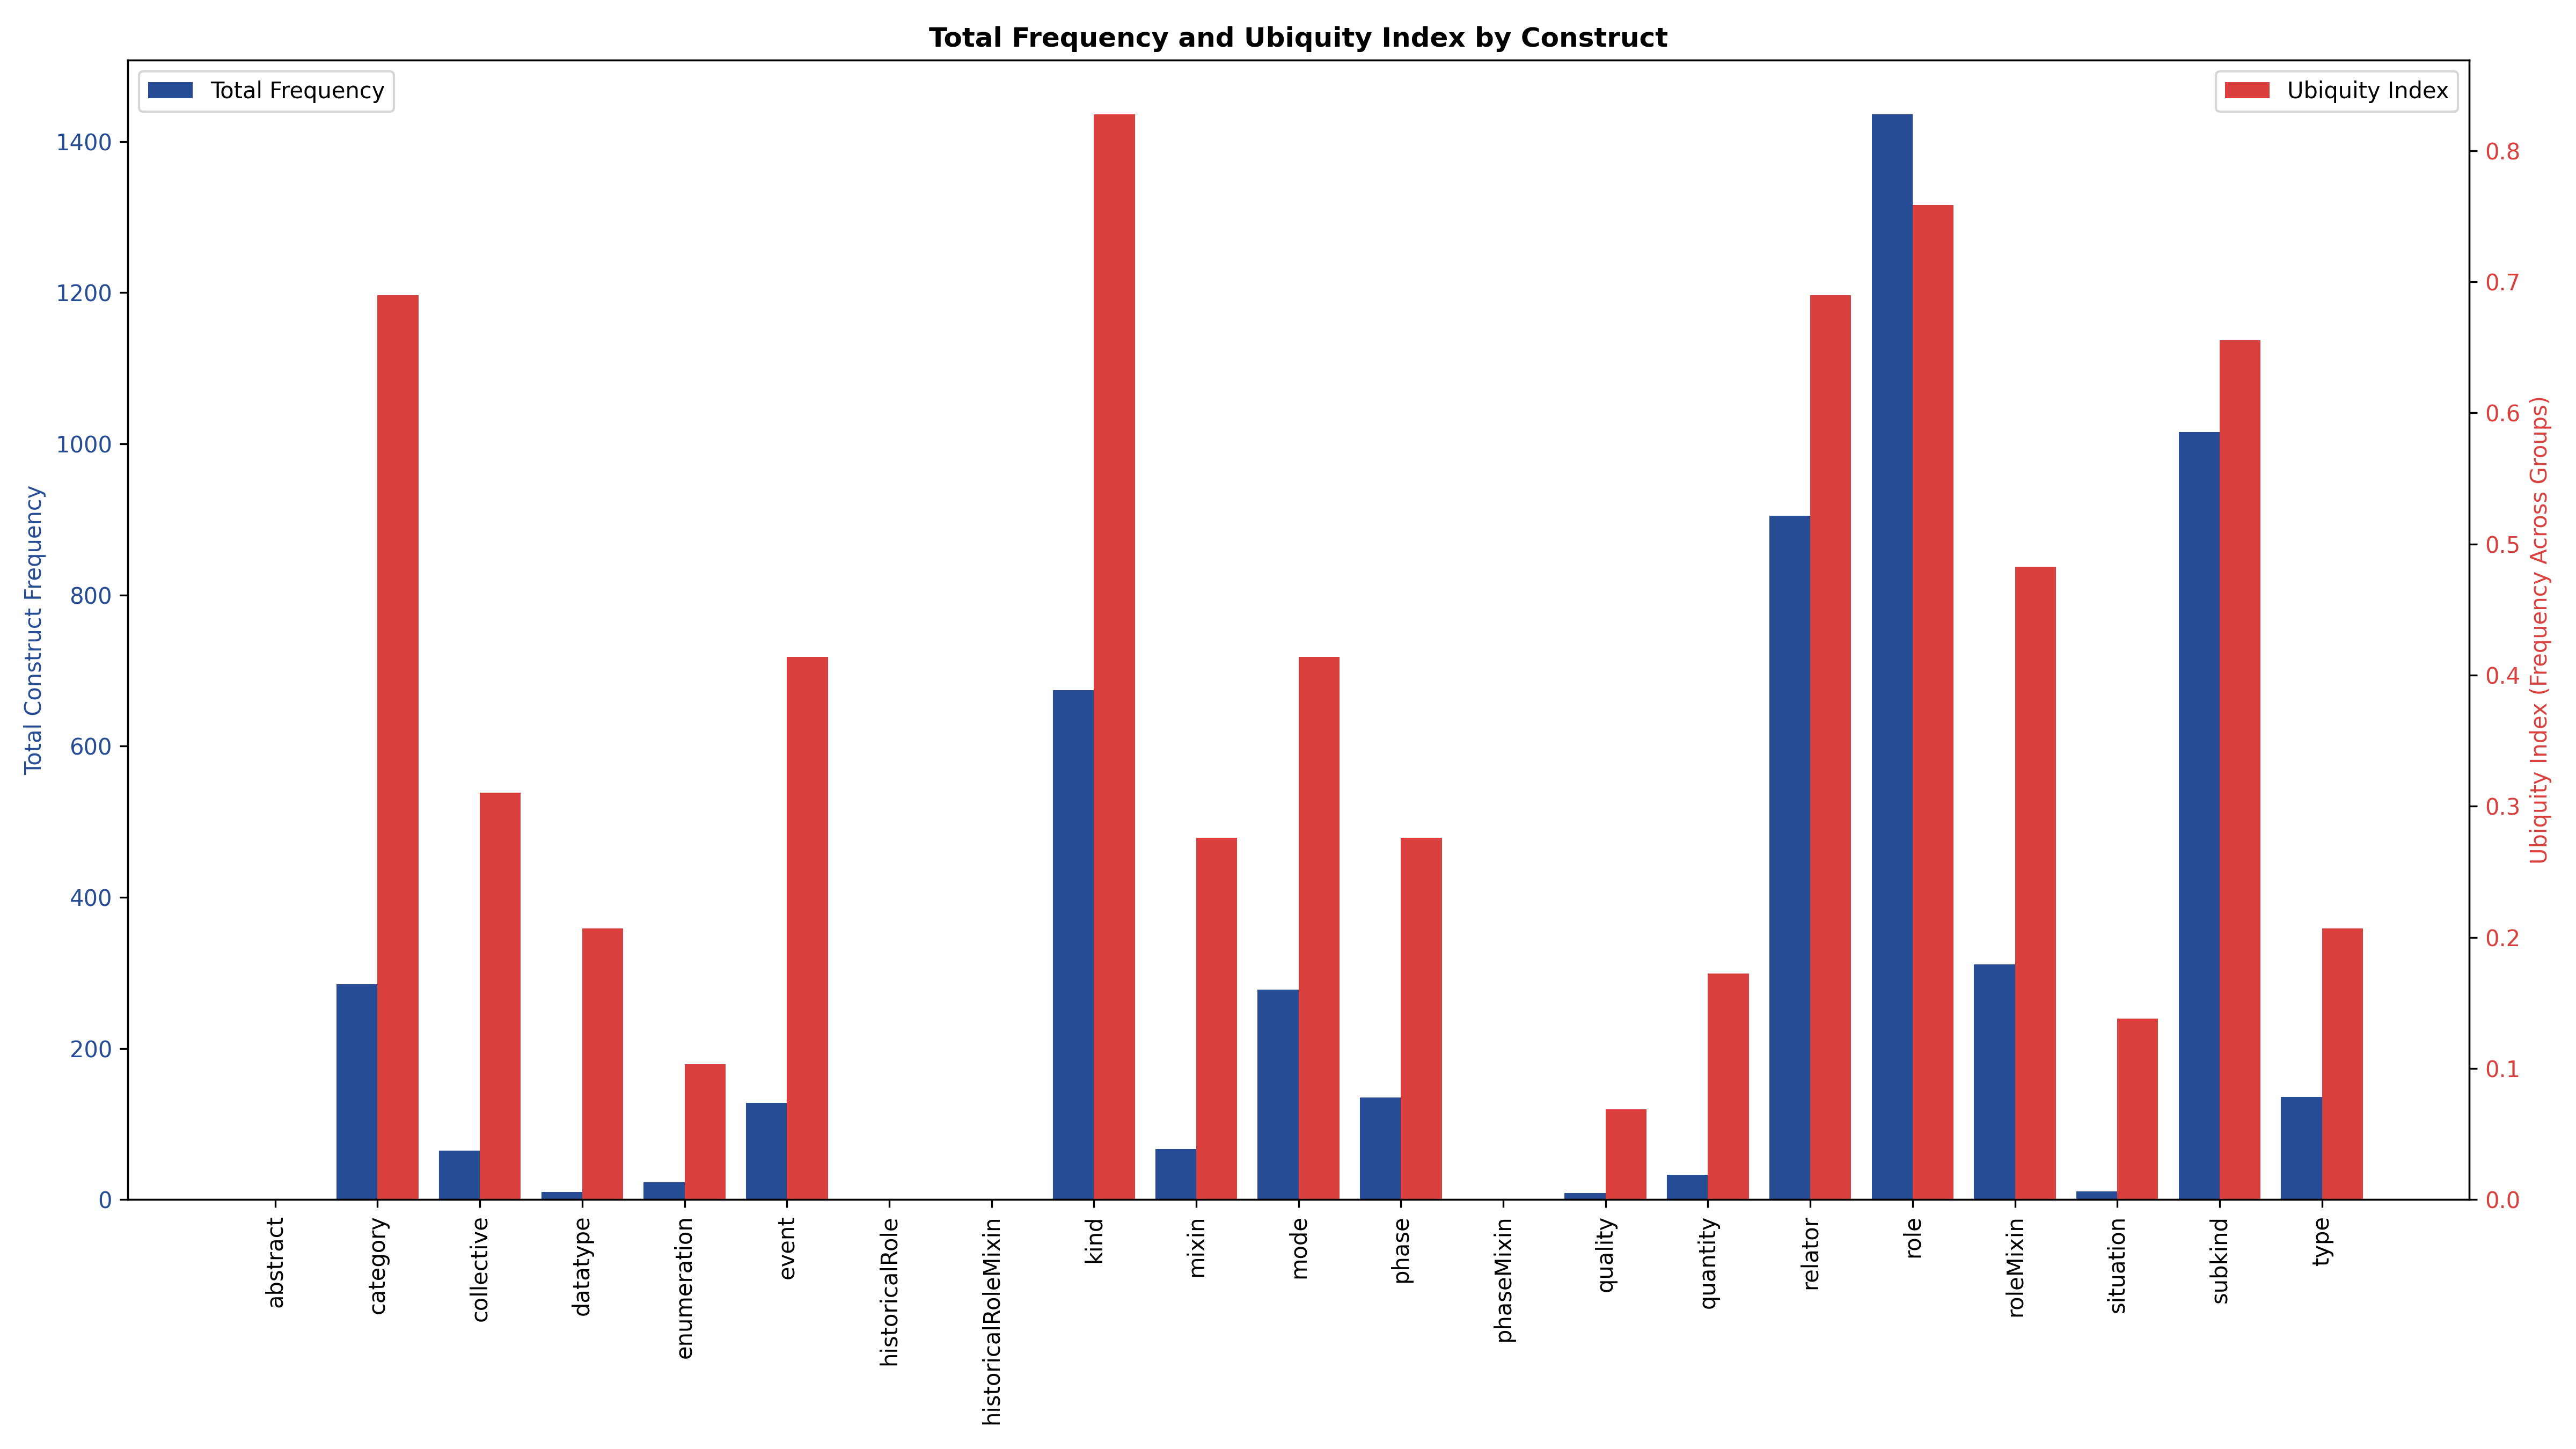 Total Frequency and Ubiquity Index by Construct
Total Frequency
Ubiquity Index
Total Construct Frequency
1400
1200
1000
800
600
400
200
0
0.8
0.7
0.6
0.5
0.4
0.3
0.2
0.1
0.0
Ubiquity Index (Frequency Across Groups)
abstract
category
collective
datatype
enumeration
event
historicalRole
historicalRoleMixin
kind
mixin
mode
phase
phaseMixin
quality
quantity
relator
role
roleMixin
situation
subkind
type